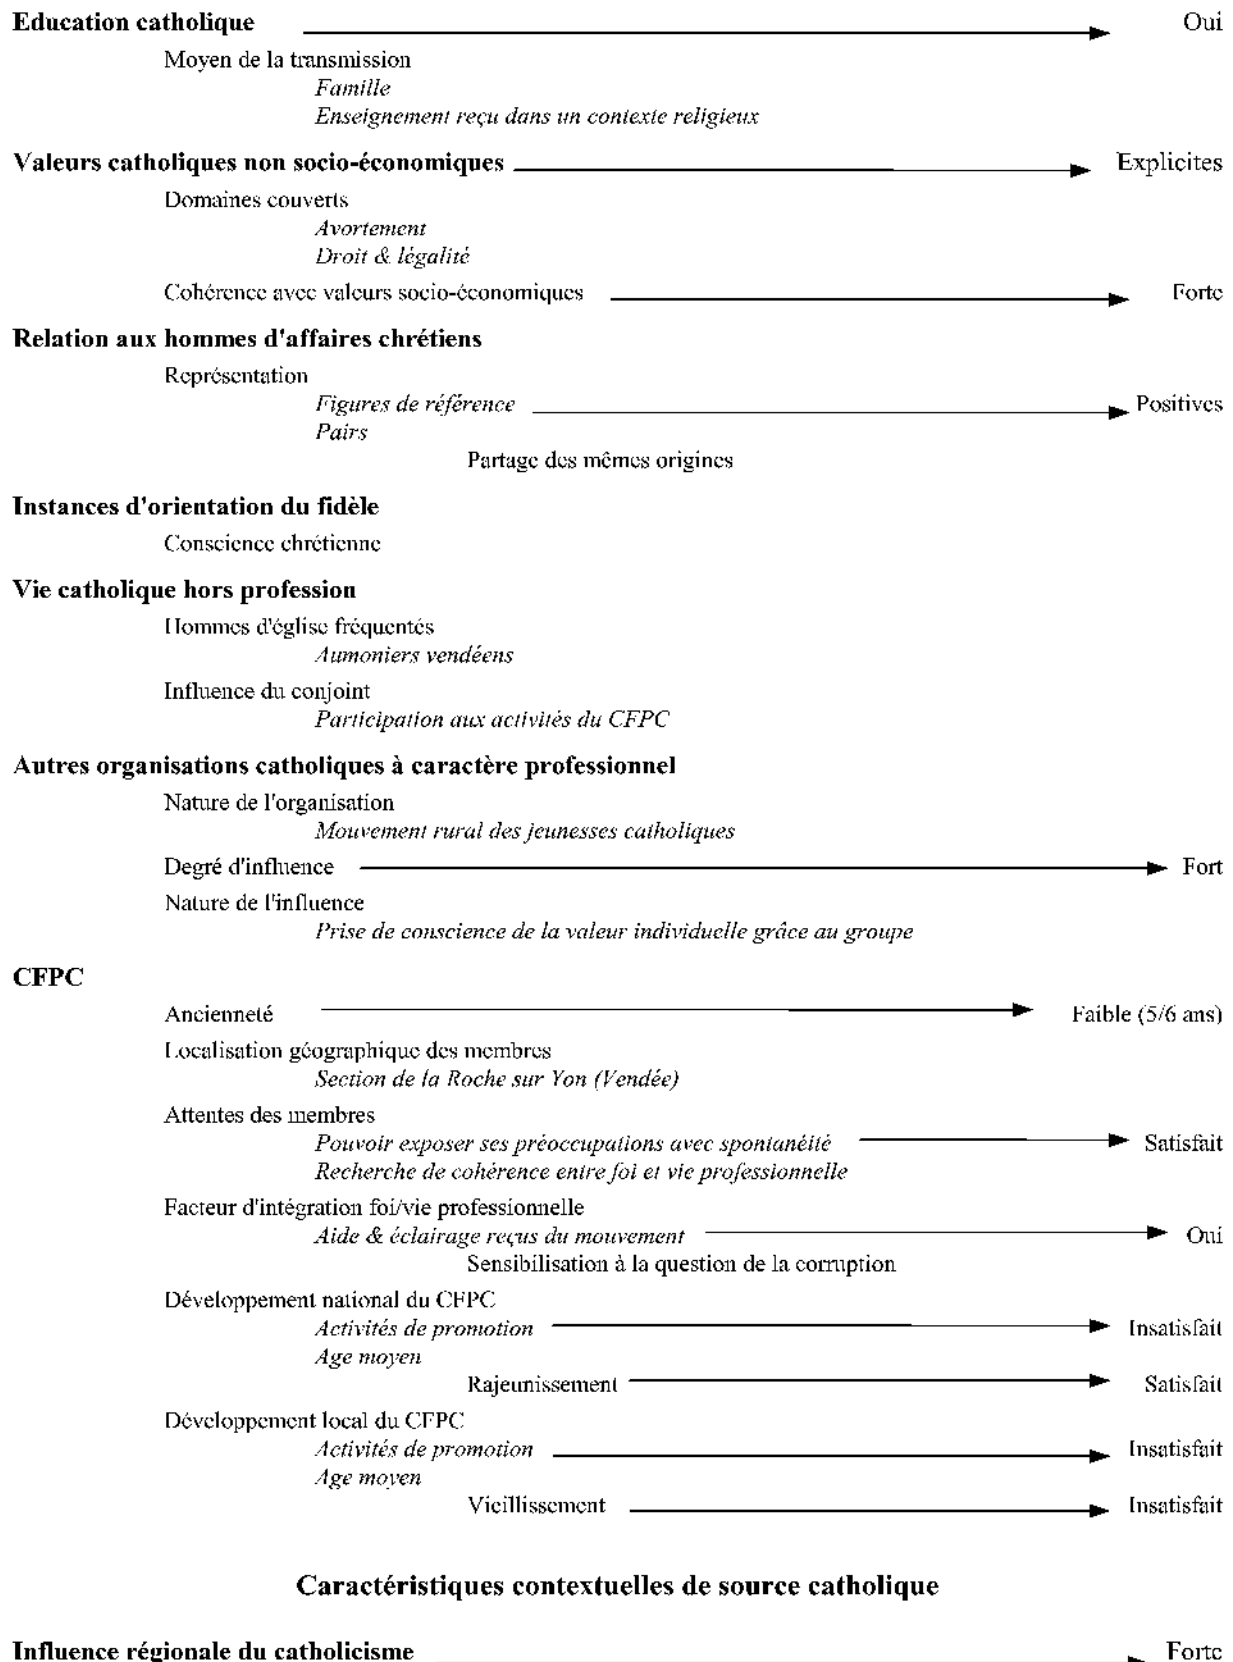 Education catholique Oui
Moyen de la transmission
Famille
Enseignement reçu dans un contexte religieux
Valeurs catholiques non socio-économiques Explicites
Domaines couverts
Avortement
Droit & légalité
Cohérence avec valeurs socio-économiques Forte
Relation aux hommes d'affaires chrétiens
Représentation
Figures de référence Positives
Pairs
Partage des mêmes origines
Instances d'orientation du fidèle
Conscience chrétienne
Vie catholique hors profession
Hommes d'église fréquentés
Aumoniers vendéens
Influence du conjoint
Participation aux activités du CFPC
Autres organisations catholiques à caractère professionnel
Nature de l'organisation
Mouvement rural des jeunesses catholiques
Degré d'influence Fort
Nature de l'influence
Prise de conscience de la valeur individuelle grâce au groupe
CFPC
Ancienneté Faible (5/6 ans)
Localisation géographique des membres
Section de la Roche sur Yon (Vendée)
Attentes des membres
Pouvoir exposer ses préoccupations avec spontanéité Satisfait
Recherche de cohérence entre foi et vie professionnelle
Facteur d'intégration foi/vie professionnelle
Aide & éclairage reçus du mouvement Oui
Sensibilisation à la question de la corruption
Développement national du CFPC
Activités de promotion Insatisfait
Age moyen
Rajeunissement Satisfait
Développement local du CFPC
Activités de promotion Insatisfait
Age moyen
Vieillissement Insatisfait
Caractéristiques contextuelles de source catholique
Influence régionale du catholicisme Forte